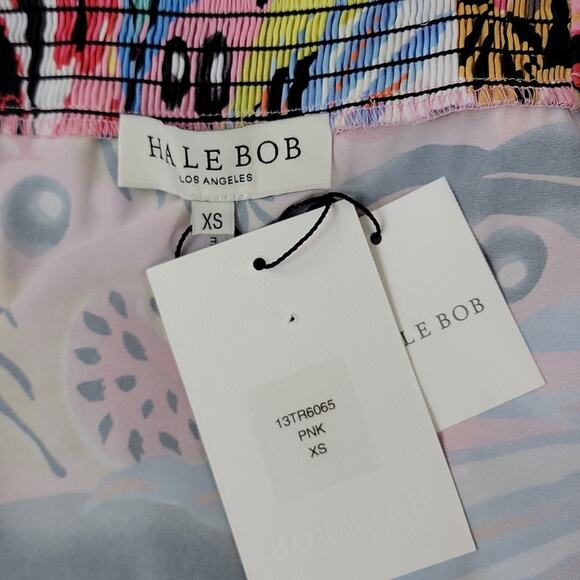 HALE BOB
LOS ANGELES
XS
LE BOB
13TR6065
PNK
XS